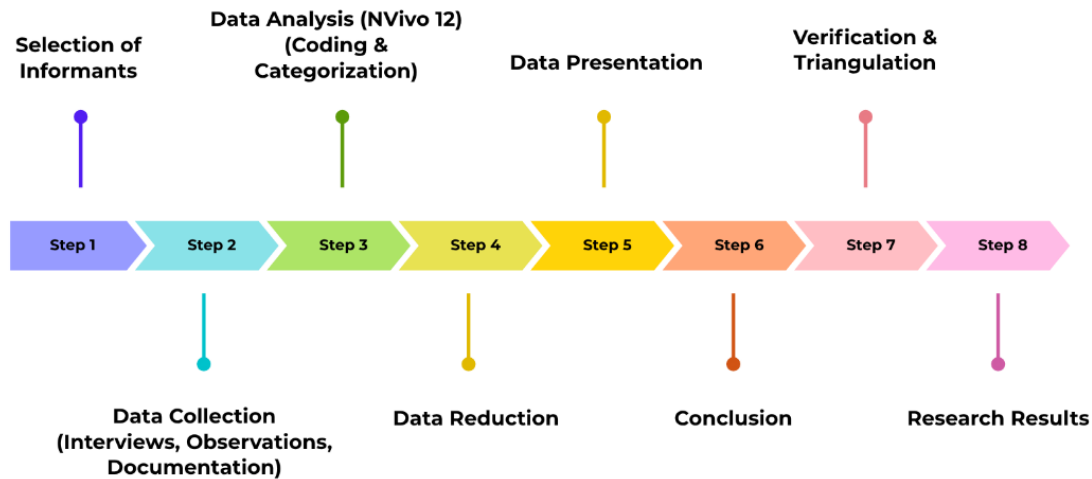 Selection of
Informants
Data Analysis (NVivo 12)
(Coding &
Categorization)
Data Presentation
Verification &
Triangulation
Step 1
Step 2
Step 3
Step 4
Step 5
Step 6
Step 7
Step 8
Data Collection
(Interviews, Observations,
Documentation)
Data Reduction
Conclusion
Research Results